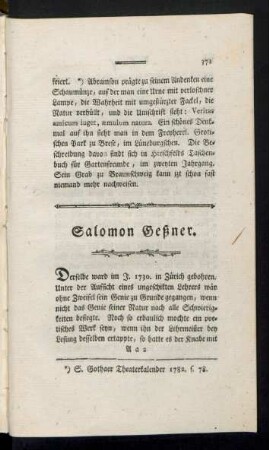 371
friert. *) Abramson prägte zu seinem Andenken eine
Schaumünze, auf der man eine Urne mit verloschener
Lampe, die Wahrheit mit umgestürzter Fackel, die
Natur verhüllt, und die Umschrift sieht: Veritas
amicum luget, aemulum natura. Ein schönes Denk-
mal auf ihn sieht man in dem Freyherrl. Groti-
schen Park zu Brese, im Lüneburgschen. Die Be-
schreibung davon findet sich in Hirschfelds Taschen-
buch für Gartenfreunde, im zweiten Jahrgang.
Sein Grab zu Braunschweig kann izt schon fast
niemand mehr nachweisen.
Salomon Geßner.
Derselbe ward im J. 1730. in Zürich gebohren.
Unter der Aufsicht eines ungeschikten Lehrers wär
ohne Zweifel sein Genie zu Grunde gegangen, wenn
nicht das Genie seiner Natur nach alle Schwierig-
keiten besiegte. Noch so erbaulich mochte ein poe-
tisches Werk seyn, wenn ihn der Lehrmeister bey
Lesung desselben ertappte, so hatte es der Knabe mit
A a 2
*) S. Gothaer Theaterkalender 1782. s. 78.